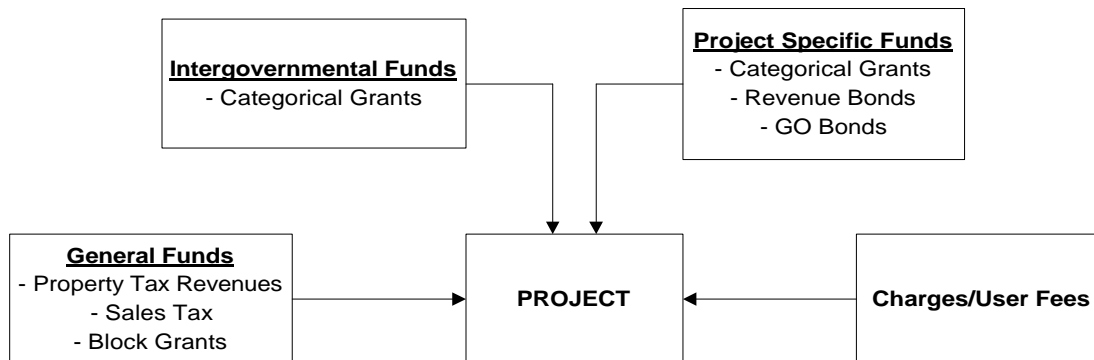 Intergovernmental Funds
- Categorical Grants
Project Specific Funds
- Categorical Grants
- Revenue Bonds
- GO Bonds
General Funds
- Property Tax Revenues
- Sales Tax
- Block Grants
PROJECT
Charges/User Fees